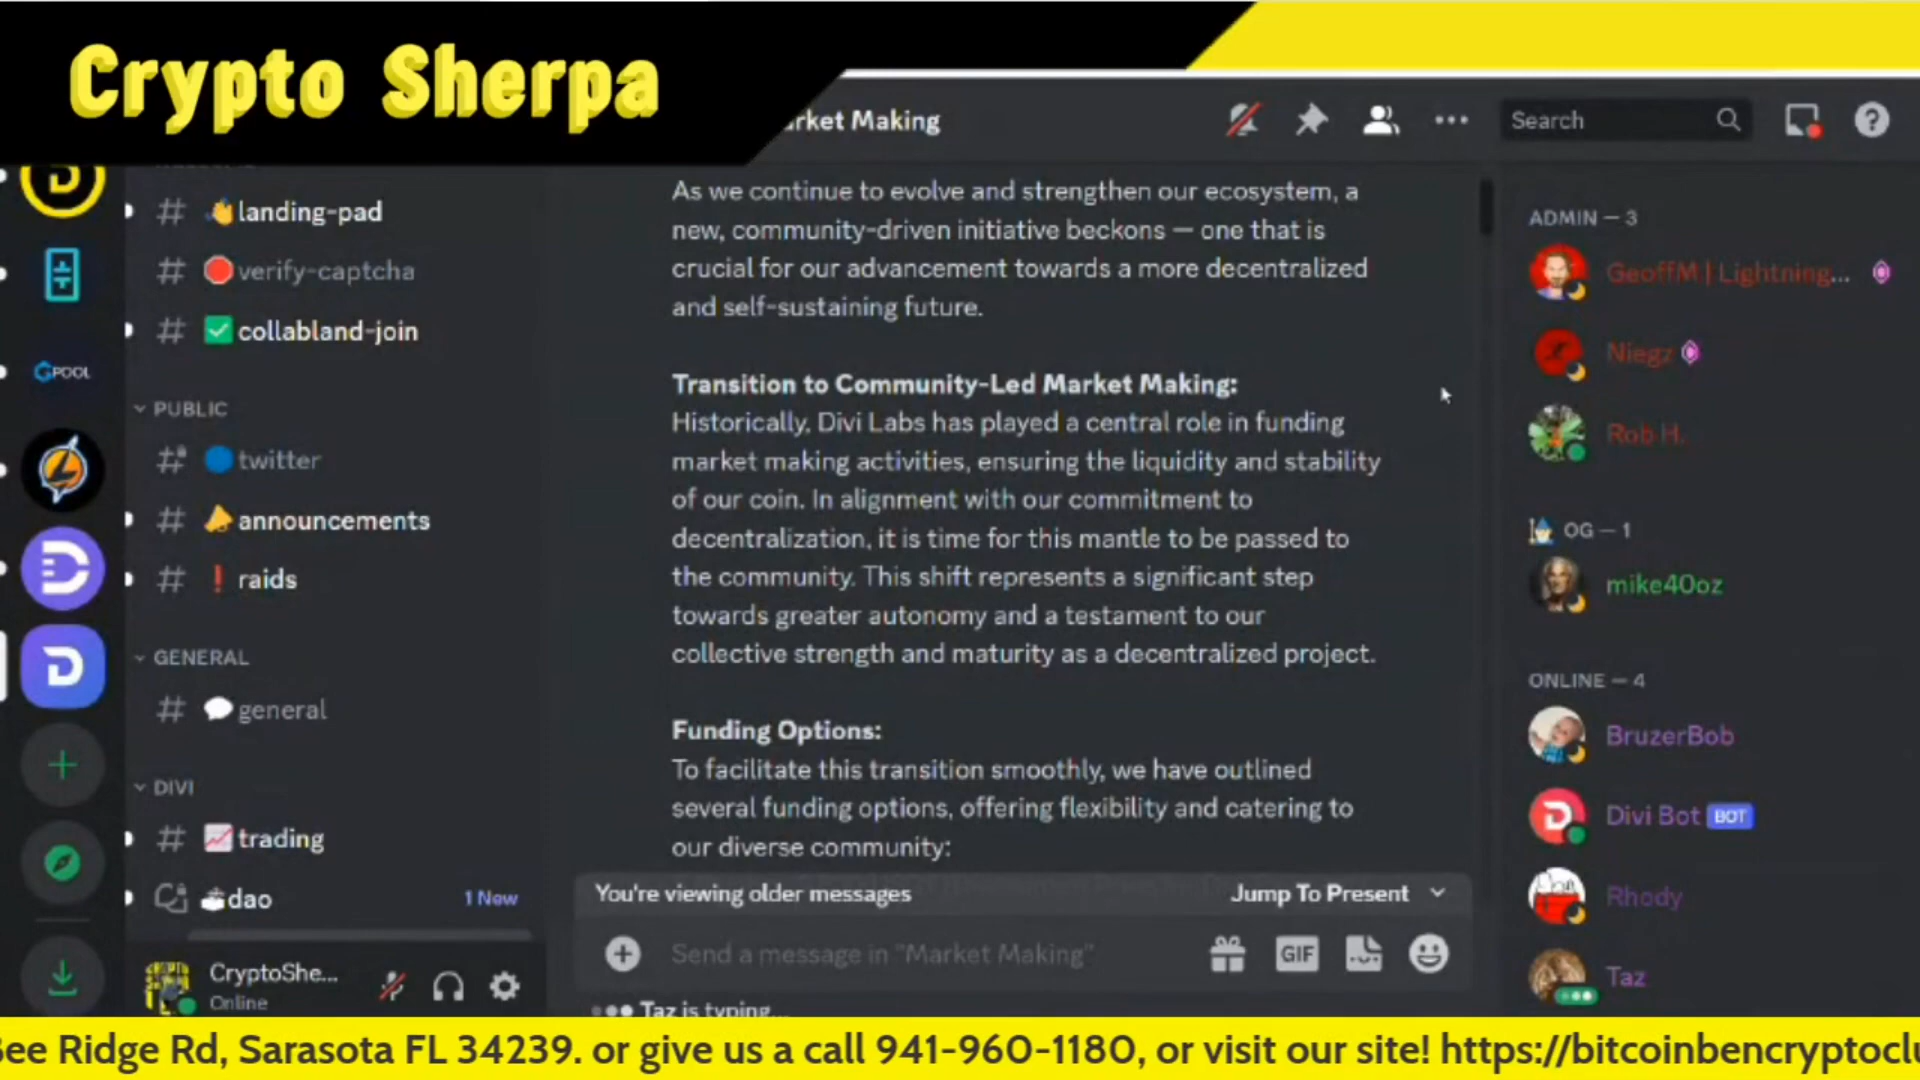 Crypto Sherpa
rket Making
Search
landing-pad
verify-captcha
collabland-join
PUBLIC
twitter
announcements
raids
GENERAL
general
DIVI
trading
dao
1 New
CryptoShe...
Online
GPOOL
As we continue to evolve and strengthen our ecosystem, a
new, community-driven initiative beckons — one that is
crucial for our advancement towards a more decentralized
and self-sustaining future.
Transition to Community-Led Market Making:
Historically, Divi Labs has played a central role in funding
market making activities, ensuring the liquidity and stability
of our coin. In alignment with our commitment to
decentralization, it is time for this mantle to be passed to
the community. This shift represents a significant step
towards greater autonomy and a testament to our
collective strength and maturity as a decentralized project.
Funding Options:
To facilitate this transition smoothly, we have outlined
several funding options, offering flexibility and catering to
our diverse community:
You're viewing older messages
Jump To Present
Send a message in "Market Making"
GIF
Taz is typing...
ADMIN — 3
GeoffM | Lightning...
Niegz
Rob H.
OG — 1
mike40oz
ONLINE — 4
BruzerBob
Divi Bot BOT
Rhody
Taz
Bee Ridge Rd, Sarasota FL 34239. or give us a call 941-960-1180, or visit our site! https://bitcoinbencryptoclu